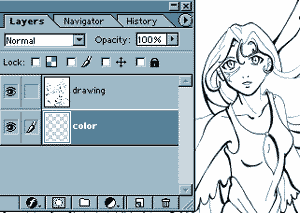 Layers Navigator History
Normal Opacity: 100%
Lock:
drawing
color